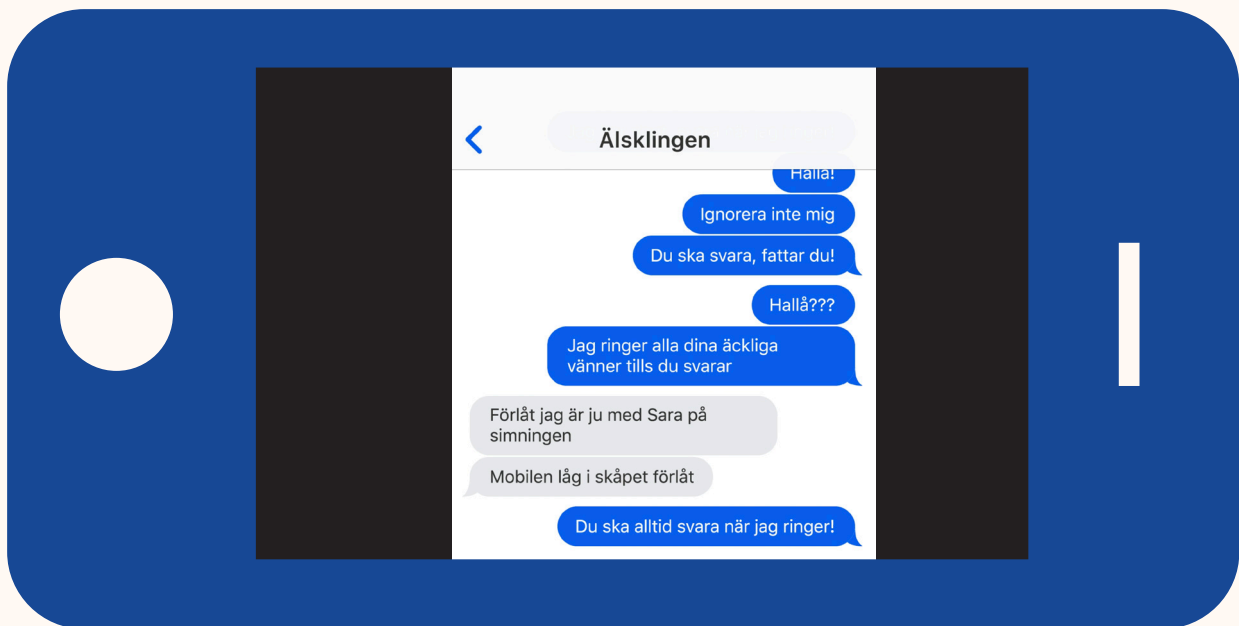 Älsklingen
Hallå!
Ignorera inte mig
Du ska svara, fattar du!
Hallå???
Jag ringer alla dina äckliga
vänner tills du svarar
Förlåt jag är ju med Sara på
simningen
Mobilen låg i skåpet förlåt
Du ska alltid svara när jag ringer!